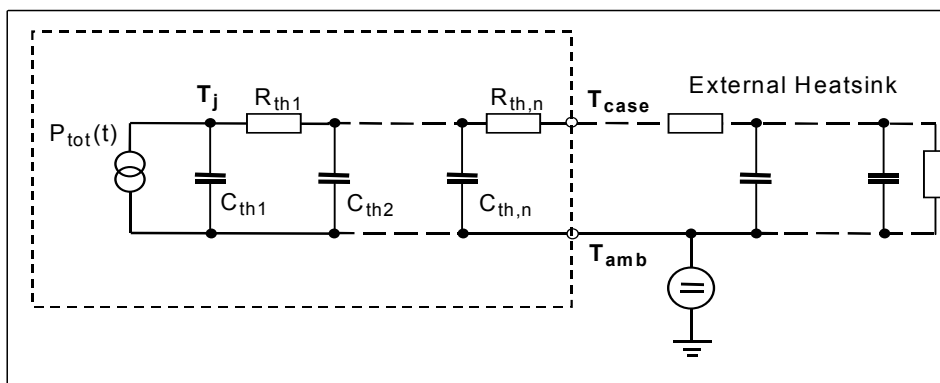 External Heatsink
T_j
R_th1
R_th,n
T_case
P_tot(t)
C_th1
C_th2
C_th,n
T_amb